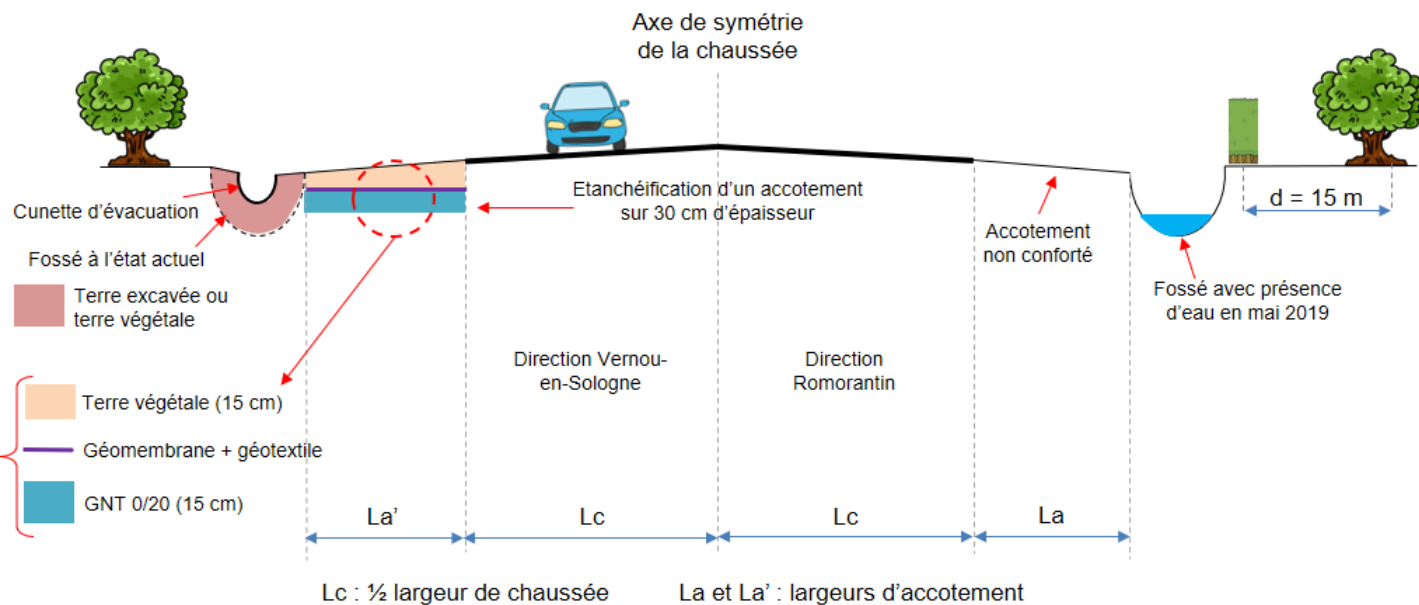 Axe de symétrie
de la chaussée
Cunette d'évacuation
Fossé à l'état actuel
Terre excavée ou
terre végétale
Etanchéification d'un accotement
sur 30 cm d'épaisseur
Accotement
non conforté
d = 15 m
Fossé avec présence
d'eau en mai 2019
Direction Vernou-
en-Sologne
Direction
Romorantin
Terre végétale (15 cm)
Géomembrane + géotextile
GNT 0/20 (15 cm)
La'
Lc
Lc
La
Lc : ½ largeur de chaussée
La et La' : largeurs d'accotement